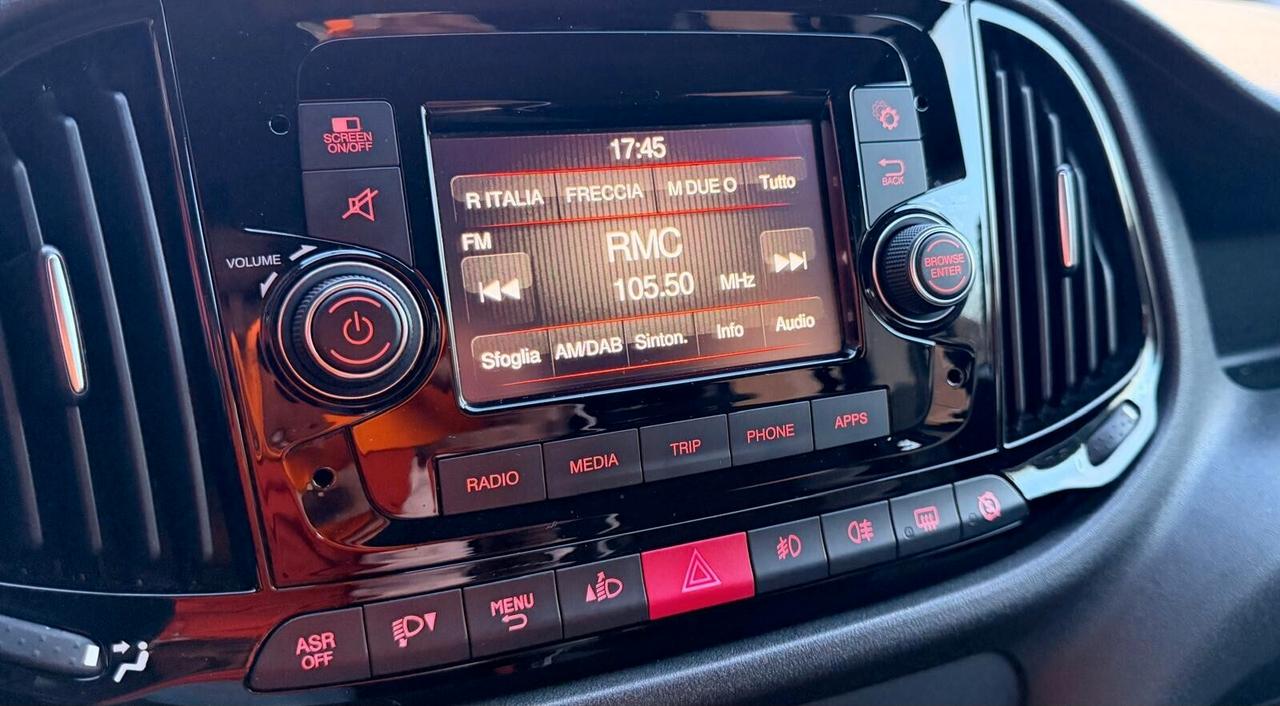 SCREEN
ON/OFF
VOLUME
17:45
R ITALIA FRECCIA M DUE O Tutto
FM
RMC
105.50 MHz
Sfoglia AM/DAB Sinton. Info Audio
BACK
BROWSE
ENTER
RADIO MEDIA TRIP PHONE APPS
ASR
OFF
MENU